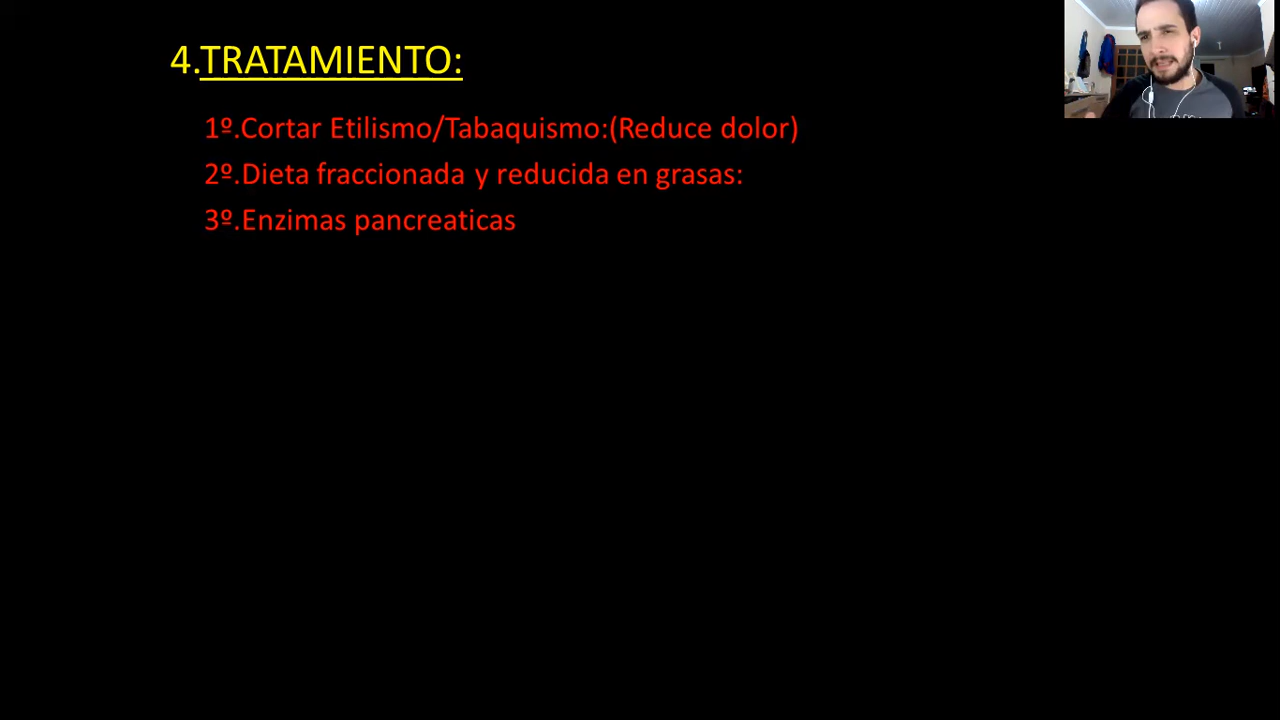 4.TRATAMIENTO:
1º.Cortar Etilismo/Tabaquismo:(Reduce dolor)
2º.Dieta fraccionada y reducida en grasas:
3º.Enzimas pancreaticas